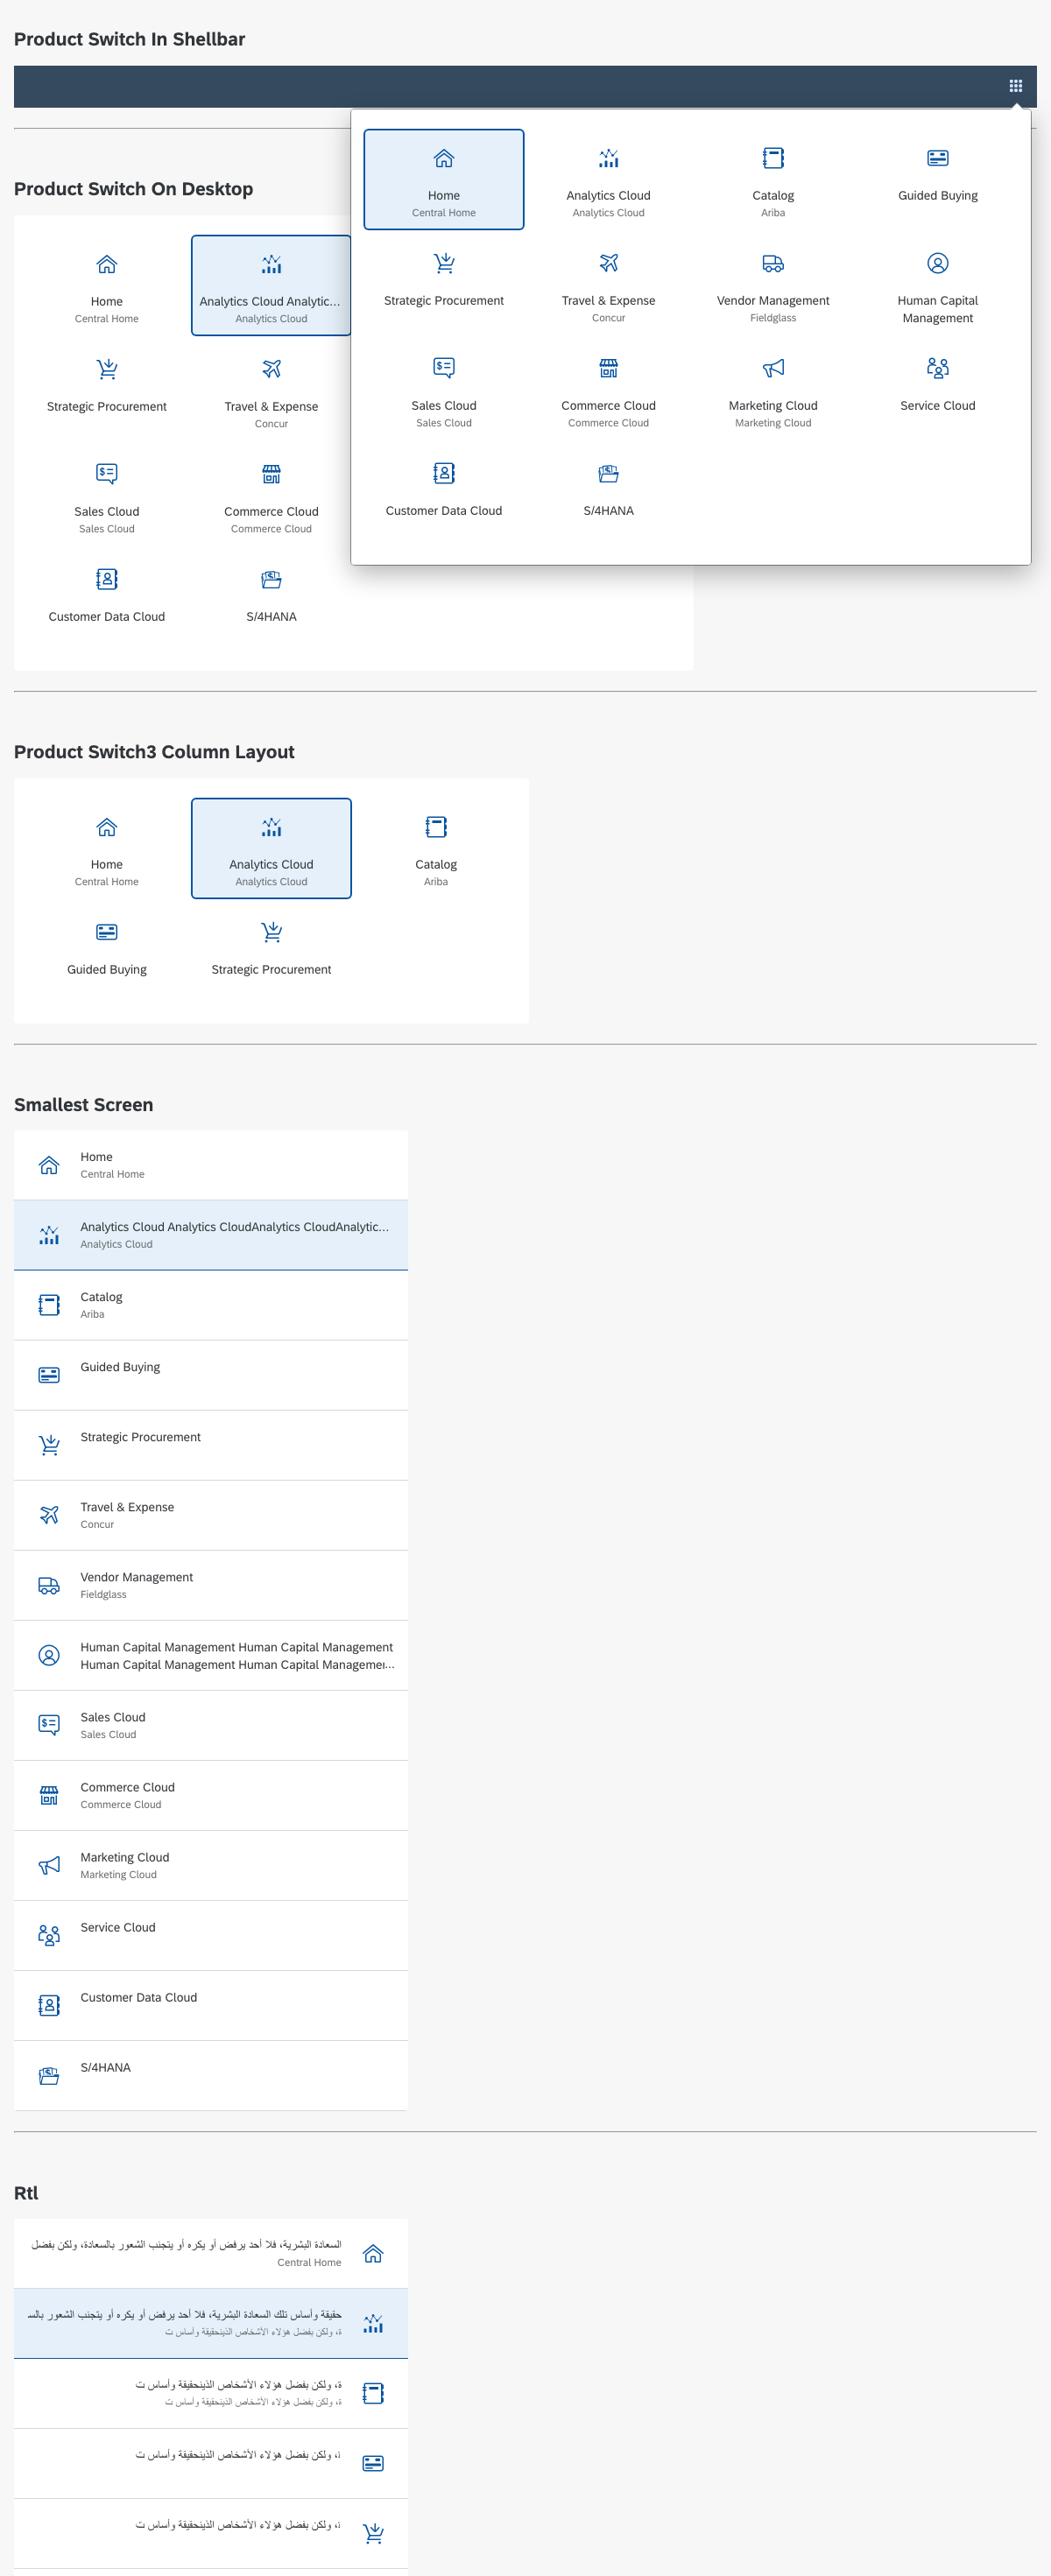 Product Switch In Shellbar
Home
Central Home
Analytics Cloud
Analytics Cloud
Catalog
Ariba
Guided Buying
Strategic Procurement
Travel & Expense
Concur
Vendor Management
Fieldglass
Human Capital
Management
Sales Cloud
Sales Cloud
Commerce Cloud
Commerce Cloud
Marketing Cloud
Marketing Cloud
Service Cloud
Customer Data Cloud
S/4HANA
Product Switch On Desktop
Home
Central Home
Analytics Cloud Analytic...
Analytics Cloud
Strategic Procurement
Travel & Expense
Concur
Sales Cloud
Sales Cloud
Commerce Cloud
Commerce Cloud
Customer Data Cloud
S/4HANA
Product Switch3 Column Layout
Home
Central Home
Analytics Cloud
Analytics Cloud
Catalog
Ariba
Guided Buying
Strategic Procurement
Smallest Screen
Home
Central Home
Analytics Cloud Analytics CloudAnalytics CloudAnalytic...
Analytics Cloud
Catalog
Ariba
Guided Buying
Strategic Procurement
Travel & Expense
Concur
Vendor Management
Fieldglass
Human Capital Management Human Capital Management
Human Capital Management Human Capital Manageme...
Sales Cloud
Sales Cloud
Commerce Cloud
Commerce Cloud
Marketing Cloud
Marketing Cloud
Service Cloud
Customer Data Cloud
S/4HANA
Rtl
السعادة البشرية، فلا أحد يرفض أو يكره أو يتجنب الشعور بالسعادة، ولكن بفضل
Central Home
حقيقة وأساس تلك السعادة البشرية، فلا أحد يرفض أو يكره أو يتجنب الشعور بالس
ة، ولكن بفضل هؤلاء الأشخاص الذينحقيقة وأساس ت
ة، ولكن بفضل هؤلاء الأشخاص الذينحقيقة وأساس ت
ة، ولكن بفضل هؤلاء الأشخاص الذينحقيقة وأساس ت
، ولكن بفضل هؤلاء الأشخاص الذينحقيقة وأساس ت
، ولكن بفضل هؤلاء الأشخاص الذينحقيقة وأساس ت